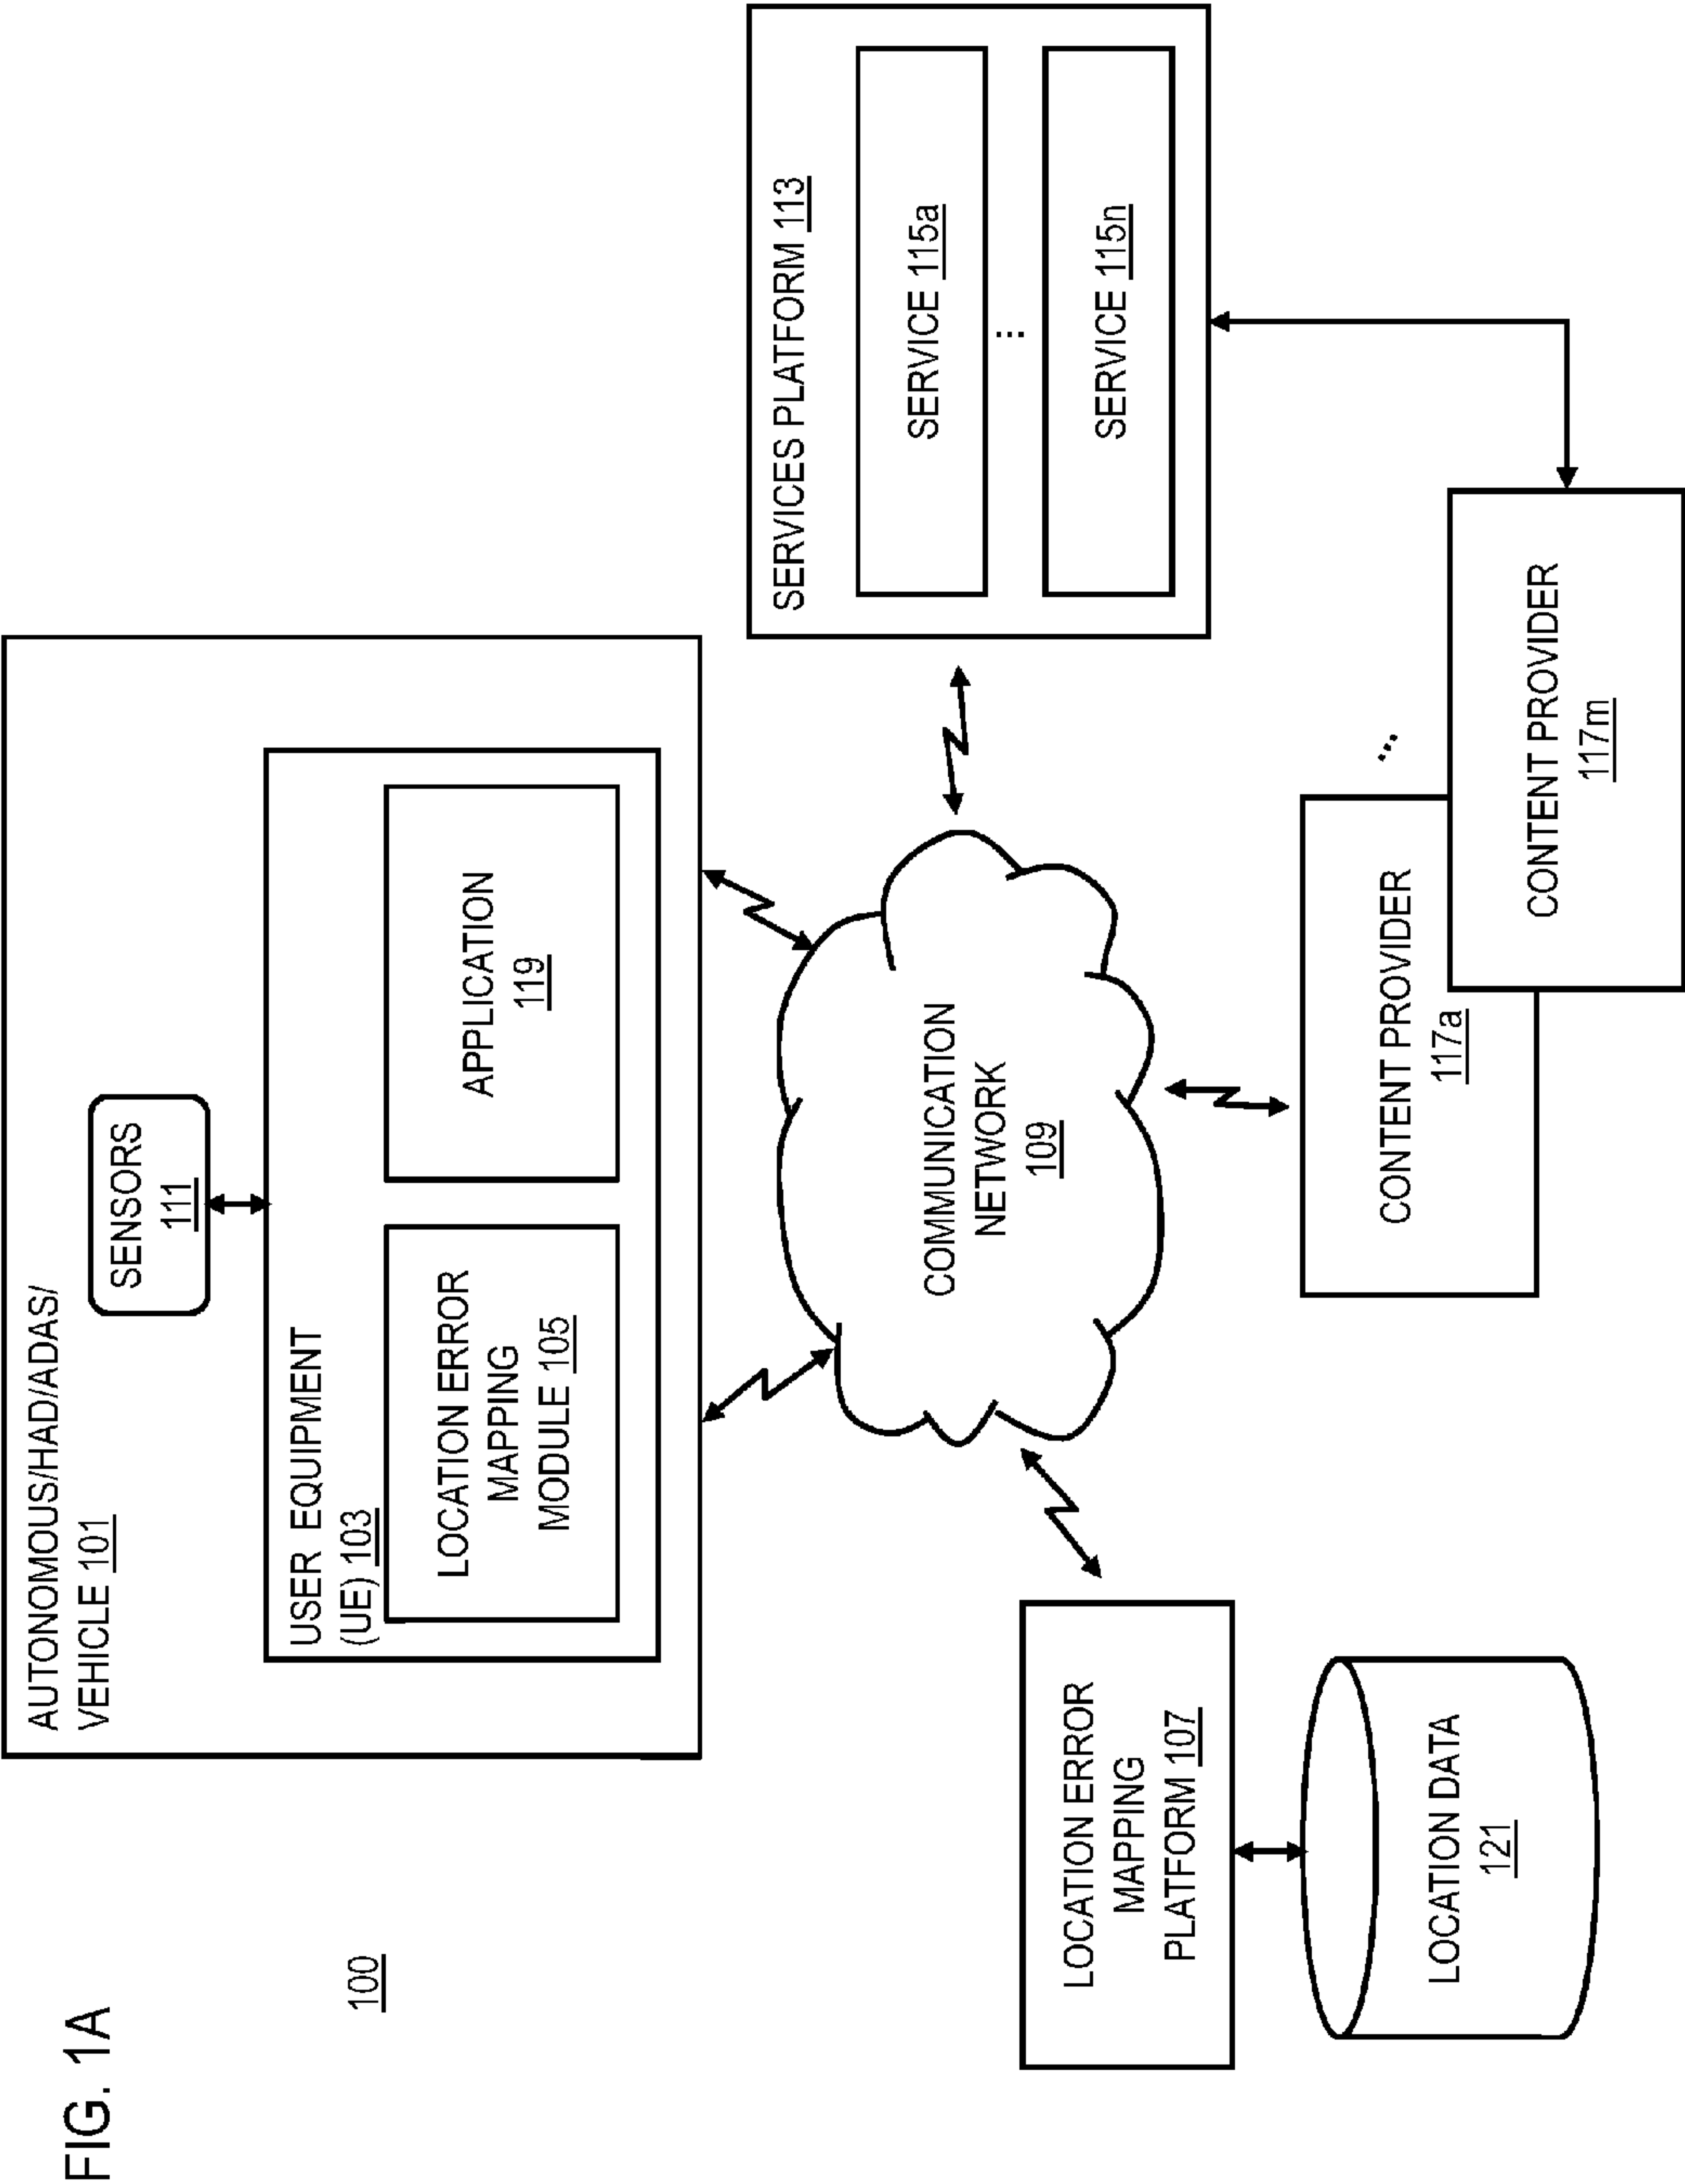 FIG. 1A
100
AUTONOMOUS/HAD/ADAS/
VEHICLE 101
SENSORS
111
USER EQUIPMENT
(UE) 103
LOCATION ERROR
MAPPING
MODULE 105
APPLICATION
119
SERVICES PLATFORM 113
SERVICE 115a
...
SERVICE 115n
COMMUNICATION
NETWORK
109
LOCATION ERROR
MAPPING
PLATFORM 107
LOCATION DATA
121
CONTENT PROVIDER
117a
...
CONTENT PROVIDER
117m